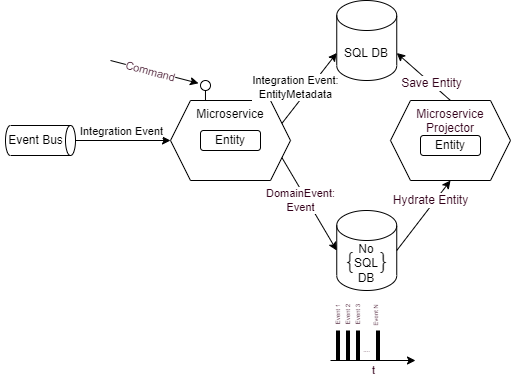 SQL DB
Command
Integration Event:
EntityMetadata
Save Entity
Microservice
Entity
Microservice
Projector
Entity
Event Bus
Integration Event
DomainEvent:
Event
Hydrate Entity
No
{SQL}
DB
Event 1
Event 2
Event 3
...
Event N
t